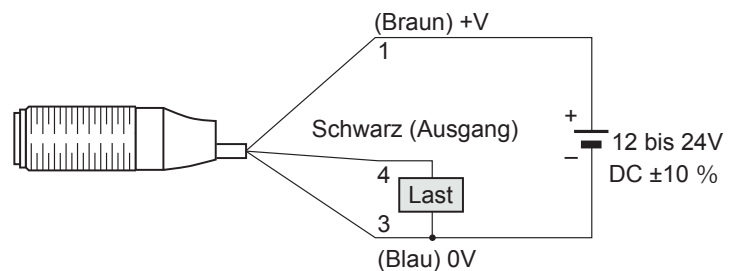 (Braun) +V
1
Schwarz (Ausgang)
+
12 bis 24V
–
DC ±10 %
4
Last
3
(Blau) 0V